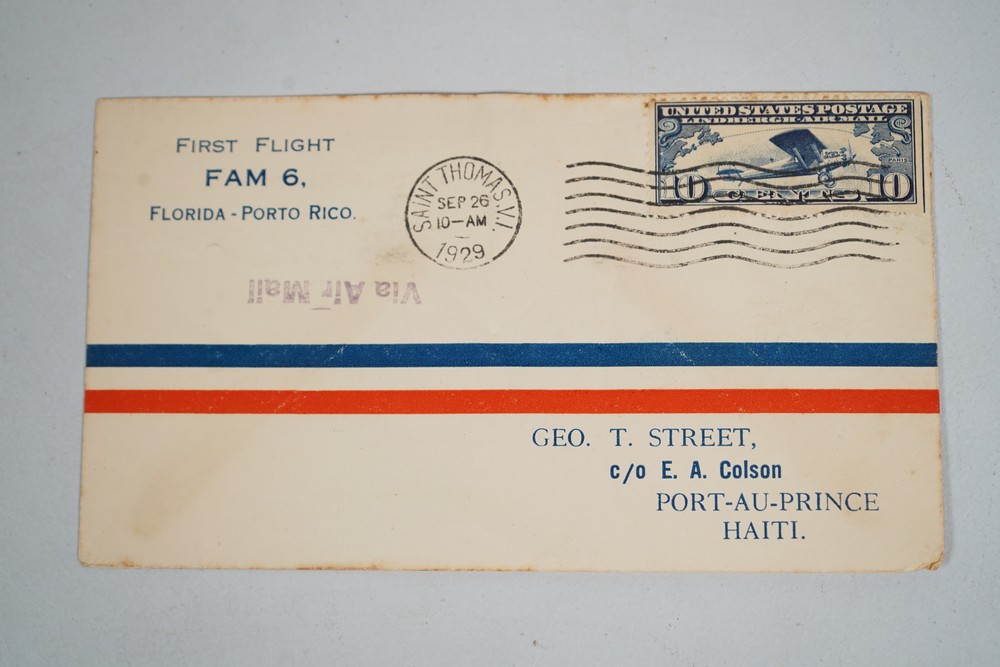 FIRST FLIGHT
FAM 6,
FLORIDA - PORTO RICO.
SAINT THOMAS, V.I.
SEP 26
10-AM
1929
UNITED STATES POSTAGE
LINDBERGH·AIR·MAIL
PARIS
10 CENTS 10
Via Air Mail
GEO. T. STREET,
c/o E. A. Colson
PORT-AU-PRINCE
HAITI.